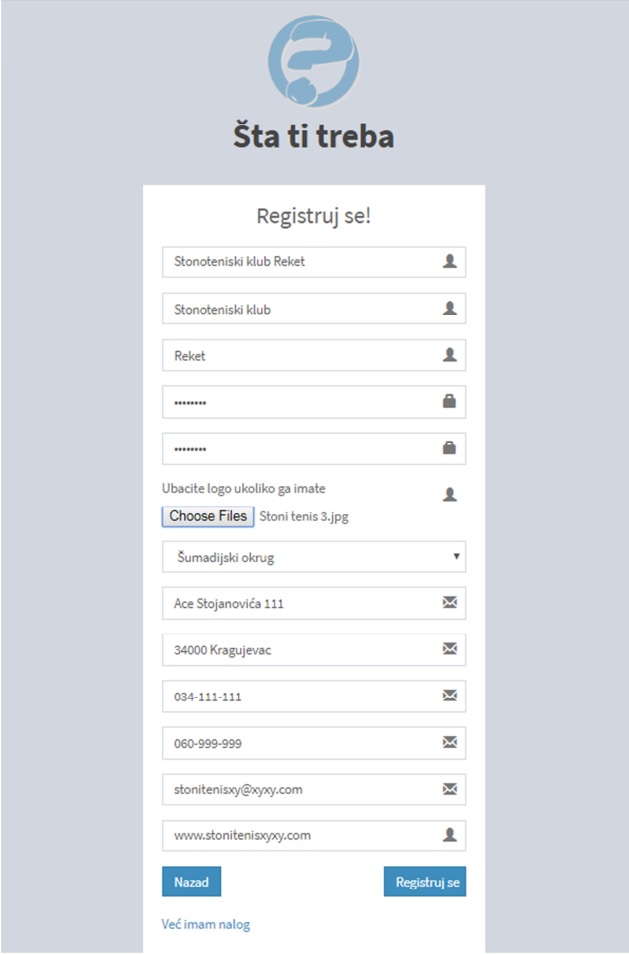 Šta ti treba
Registruj se!
Stonoteniski klub Reket
Stonoteniski klub
Reket
••••••••
••••••••
Ubacite logo ukoliko ga imate
Choose Files Stoni tenis 3.jpg
Šumadijski okrug
Ace Stojanovića 111
34000 Kragujevac
034-111-111
060-999-999
stonitenisxy@xyxy.com
www.stonitenisxyxy.com
Nazad Registruj se
Već imam nalog